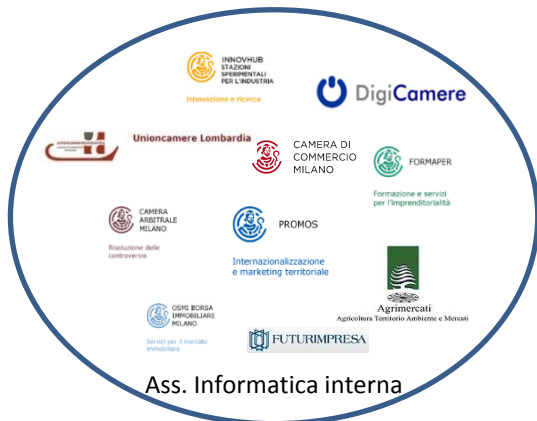 INNOVHUB
STAZIONI
SPERIMENTALI
PER L'INDUSTRIA
Innovazione e ricerca
DigiCamere
unioncamerelombardia
Unioncamere Lombardia
CAMERA DI
COMMERCIO
MILANO
FORMAPER
Formazione e servizi
per l'imprenditorialità
CAMERA
ARBITRALE
MILANO
Risoluzione delle
controversie
PROMOS
Internazionalizzazione
e marketing territoriale
Agrimercati
Agricoltura Territorio Ambiente e Mercati
OSMI BORSA
IMMOBILIARE
MILANO
Servizi per il mercato
immobiliare
FUTURIMPRESA
Ass. Informatica interna